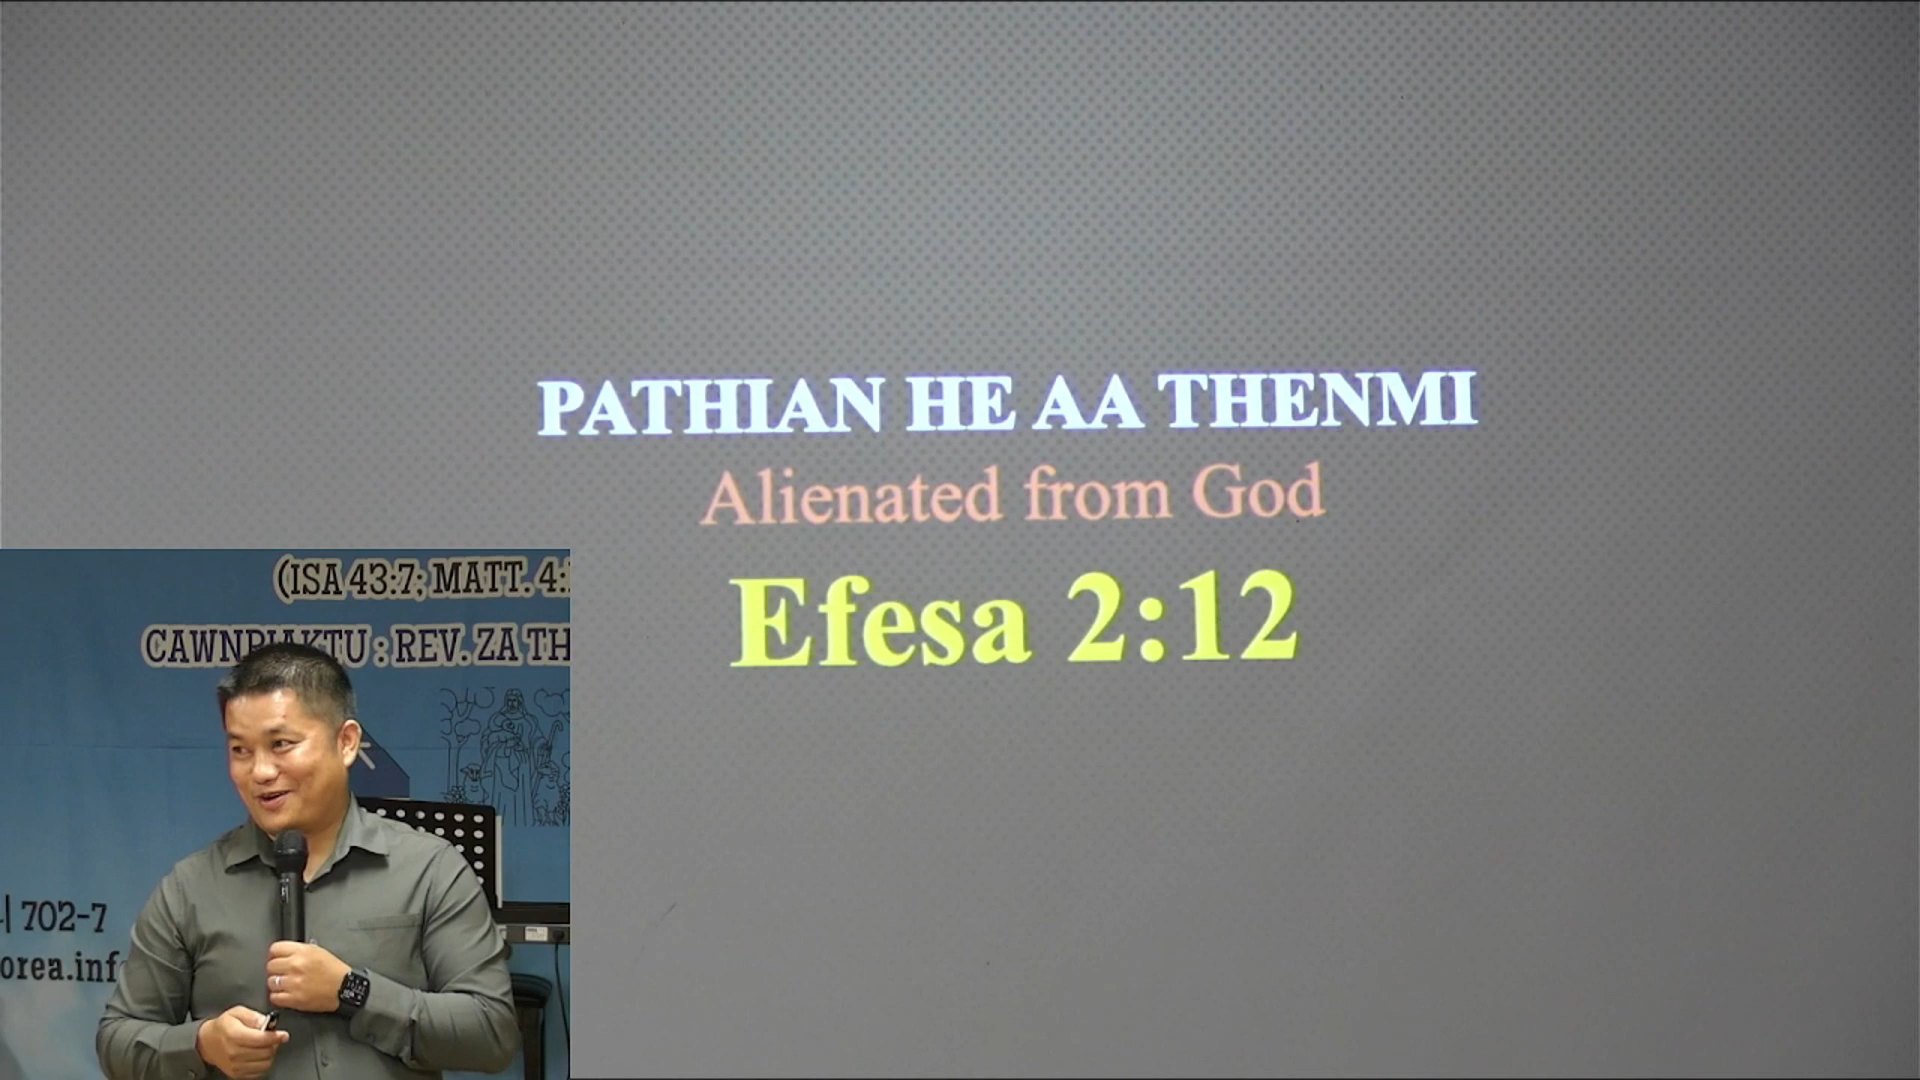 PATHIAN HE AA THENMI
Alienated from God
Efesa 2:12
(ISA 43:7; MATT. 4:
CAWNPIAKTU : REV. ZA TH
702-7
orea.inf